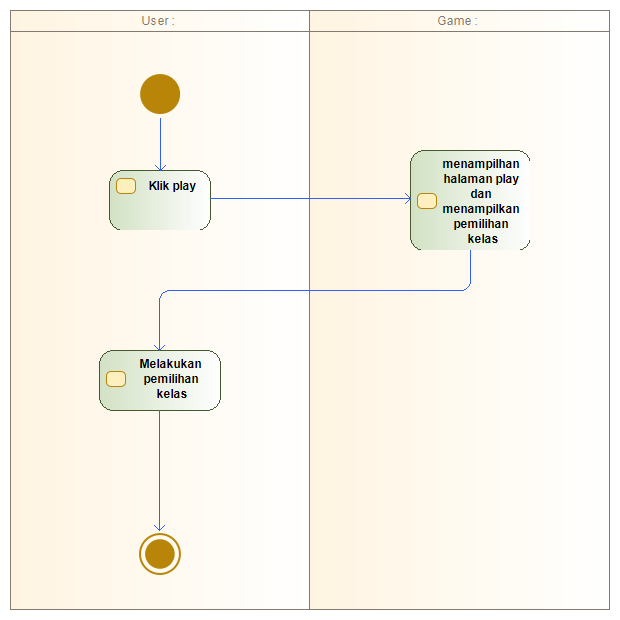 User :
Game :
Klik play
menampilhan
halaman play
dan
menampilkan
pemilihan
kelas
Melakukan
pemilihan
kelas